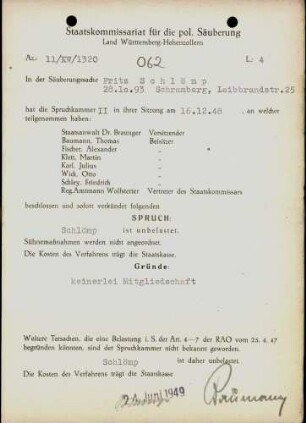 Staatskommissariat für die pol. Säuberung
Land Württemberg-Hohenzollern
Az.: 11/XV/1320 L: 4
062
In der Säuberungssache Fritz Schlömp
28.10.93 Schramberg, Leibbrandstr.25
hat die Spruchkammer II in ihrer Sitzung am 16.12.48, an welcher
teilgenommen haben:
Staatsanwalt Dr. Braunger Vorsitzender
Baumann, Thomas Beisitzer
Fischer, Alexander "
Klett, Martin "
Karl, Julius "
Wisk, Otto "
Schley, Friedrich "
Reg.Amtmann Wolfstetter Vertreter des Staatskommissars
beschlossen und sofort verkündet folgenden
SPRUCH:
Schlömp ist unbelastet.
Sühnemaßnahmen werden nicht angeordnet.
Die Kosten des Verfahrens trägt die Staatskasse.
Gründe:
keinerlei Mitgliedschaft
Weitere Tatsachen, die eine Belastung i. S. der Art. 4–7 der RAO vom 25. 4. 47
begründen könnten, sind der Spruchkammer nicht bekannt geworden.
Schlömp ist daher unbelastet.
Die Kosten des Verfahrens trägt die Staatskasse.
24. Juni 1949
Baumann